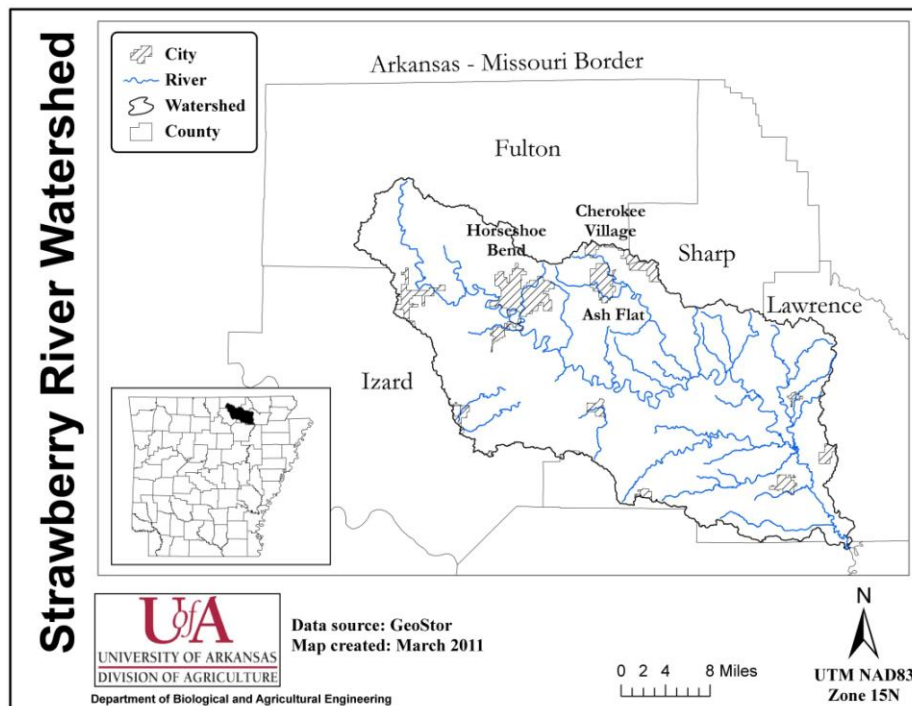 Strawberry River Watershed
City
River
Watershed
County
Arkansas - Missouri Border
Fulton
Horseshoe
Bend
Cherokee
Village
Sharp
Ash Flat
Lawrence
Izard
UofA
UNIVERSITY OF ARKANSAS
DIVISION OF AGRICULTURE
Department of Biological and Agricultural Engineering
Data source: GeoStor
Map created: March 2011
0 2 4 8 Miles
N
UTM NAD83
Zone 15N